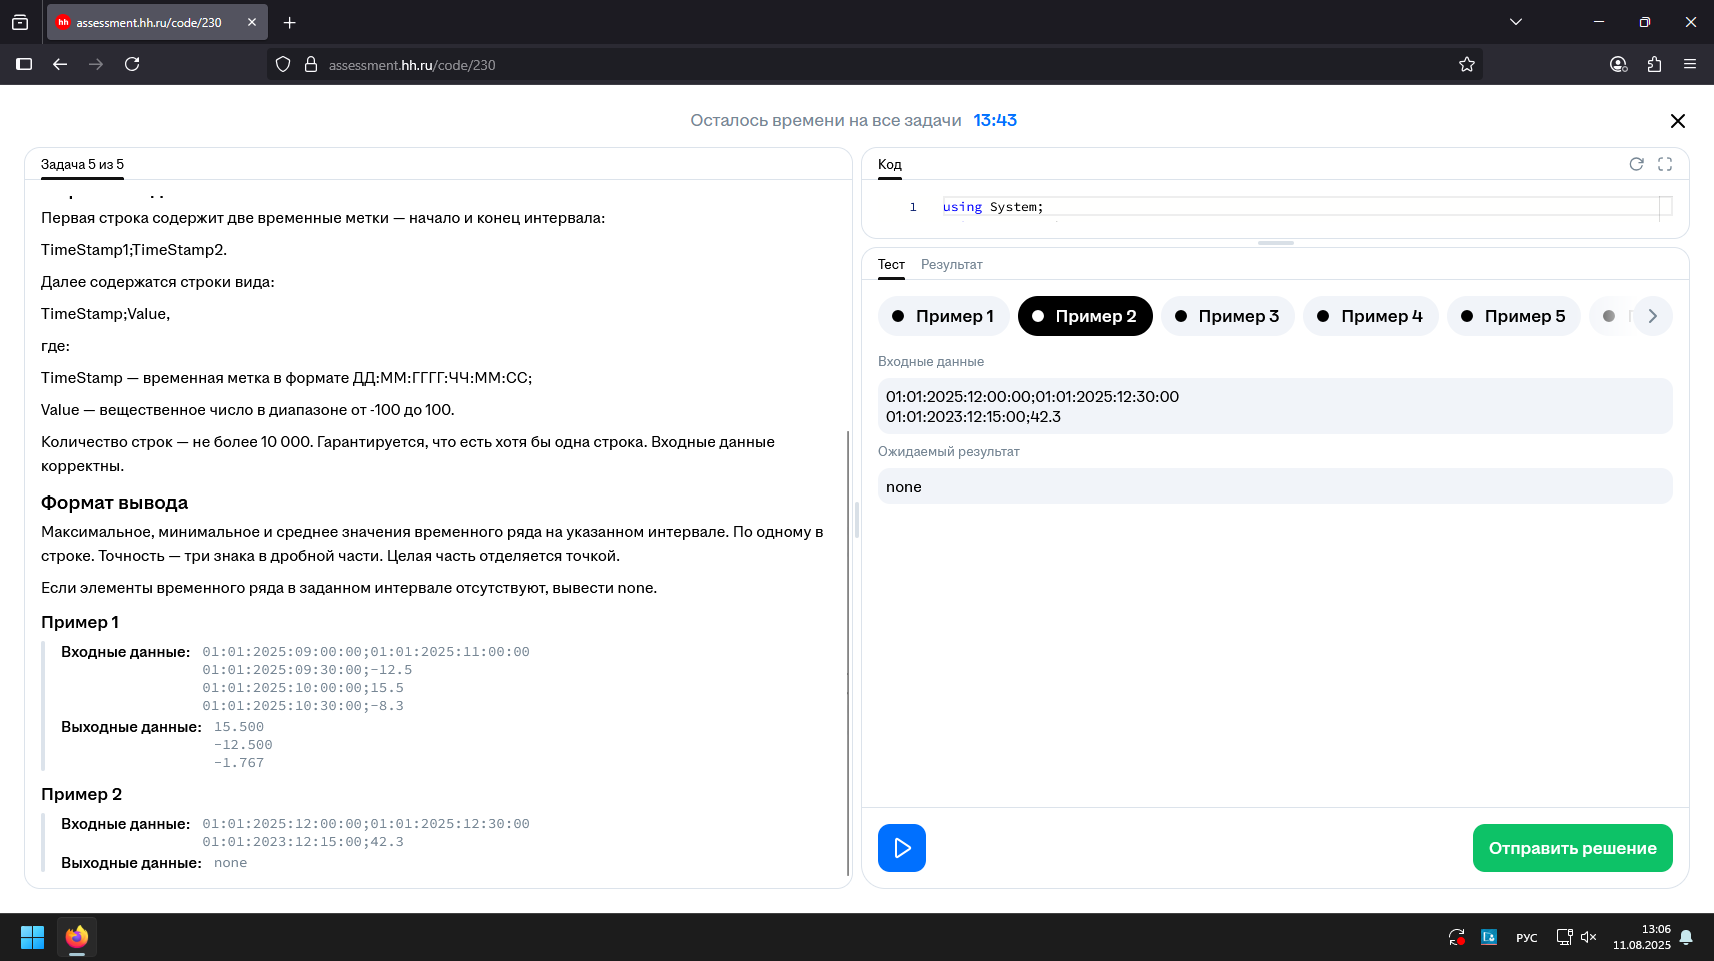 assessment.hh.ru/code/230
assessment.hh.ru/code/230
Осталось времени на все задачи 13:43
Задача 5 из 5
Первая строка содержит две временные метки — начало и конец интервала:
TimeStamp1;TimeStamp2.
Далее содержатся строки вида:
TimeStamp;Value,
где:
TimeStamp — временная метка в формате ДД:ММ:ГГГГ:ЧЧ:ММ:СС;
Value — вещественное число в диапазоне от -100 до 100.
Количество строк — не более 10 000. Гарантируется, что есть хотя бы одна строка. Входные данные
корректны.
Формат вывода
Максимальное, минимальное и среднее значения временного ряда на указанном интервале. По одному в
строке. Точность — три знака в дробной части. Целая часть отделяется точкой.
Если элементы временного ряда в заданном интервале отсутствуют, вывести none.
Пример 1
Входные данные: 01:01:2025:09:00:00;01:01:2025:11:00:00
01:01:2025:09:30:00;-12.5
01:01:2025:10:00:00;15.5
01:01:2025:10:30:00;-8.3
Выходные данные: 15.500
-12.500
-1.767
Пример 2
Входные данные: 01:01:2025:12:00:00;01:01:2025:12:30:00
01:01:2023:12:15:00;42.3
Выходные данные: none
Код
1 using System;
Тест Результат
Пример 1 Пример 2 Пример 3 Пример 4 Пример 5
Входные данные
01:01:2025:12:00:00;01:01:2025:12:30:00
01:01:2023:12:15:00;42.3
Ожидаемый результат
none
Отправить решение
РУС
13:06
11.08.2025